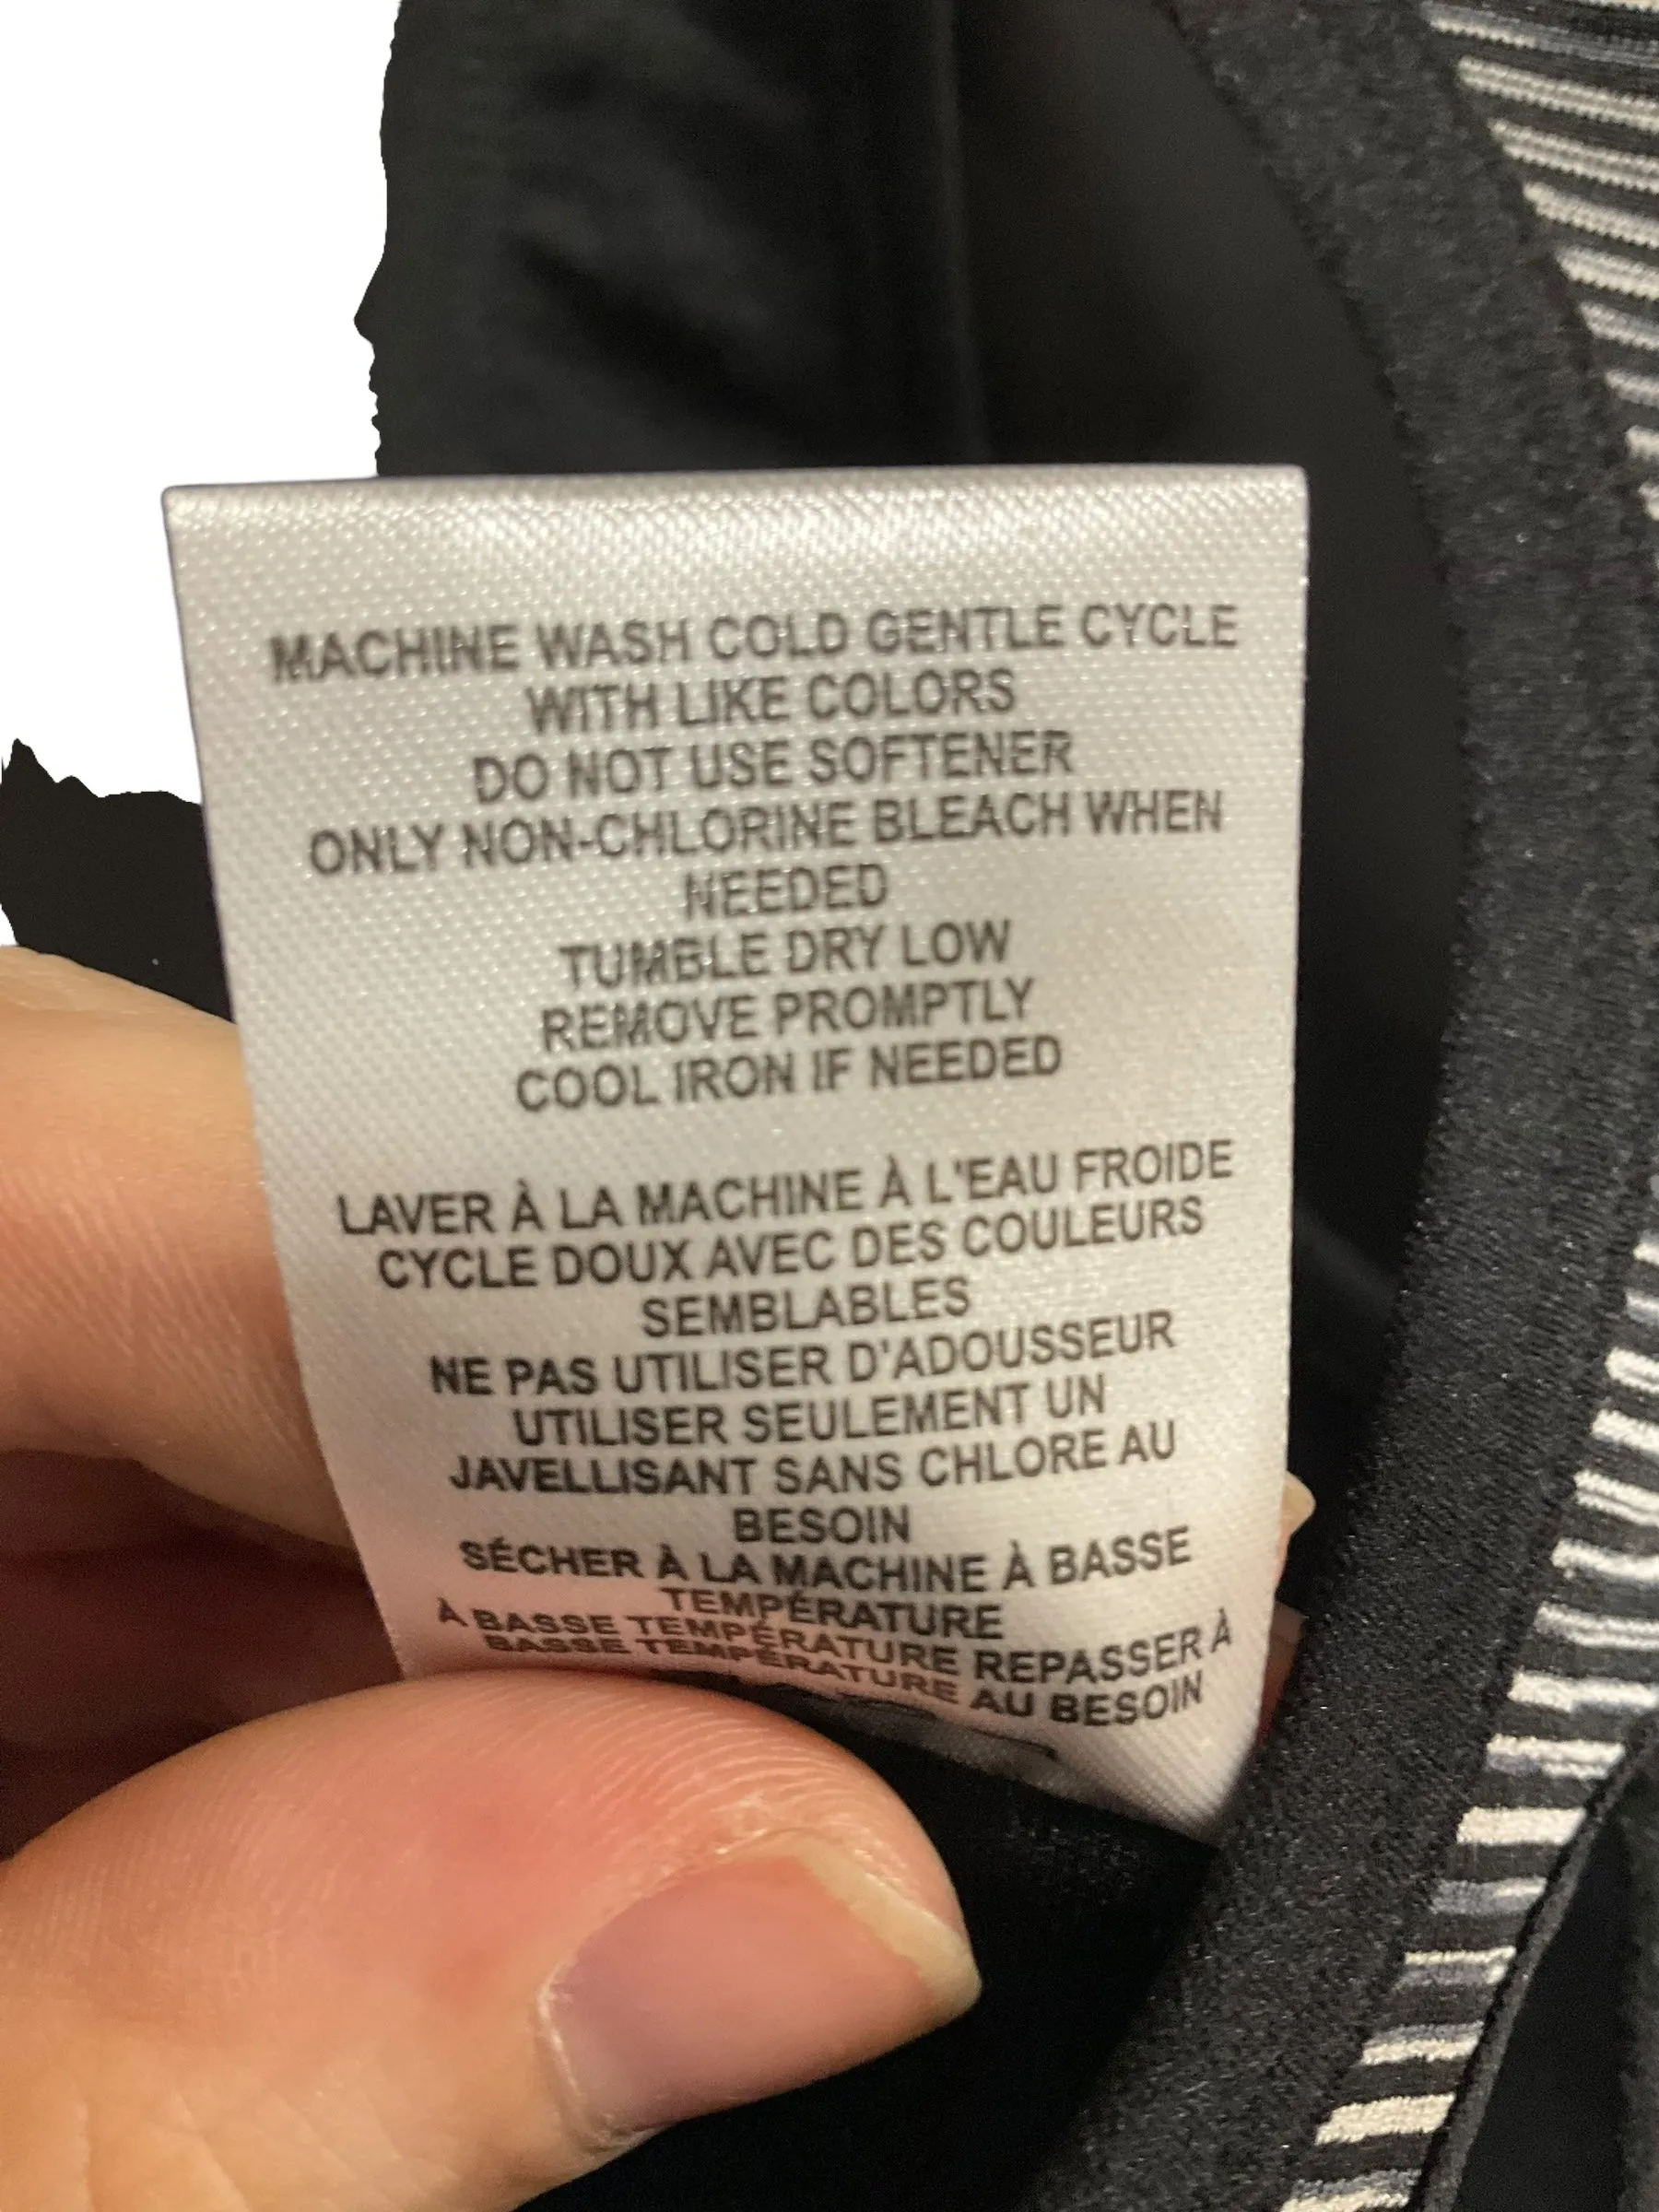 MACHINE WASH COLD GENTLE CYCLE
WITH LIKE COLORS
DO NOT USE SOFTENER
ONLY NON-CHLORINE BLEACH WHEN
NEEDED
TUMBLE DRY LOW
REMOVE PROMPTLY
COOL IRON IF NEEDED
LAVER À LA MACHINE À L'EAU FROIDE
CYCLE DOUX AVEC DES COULEURS
SEMBLABLES
NE PAS UTILISER D'ADOUSSEUR
UTILISER SEULEMENT UN
JAVELLISANT SANS CHLORE AU
BESOIN
SÉCHER À LA MACHINE À BASSE
TEMPÉRATURE
À BASSE TEMPÉRATURE REPASSER À
BASSE TEMPÉRATURE AU BESOIN